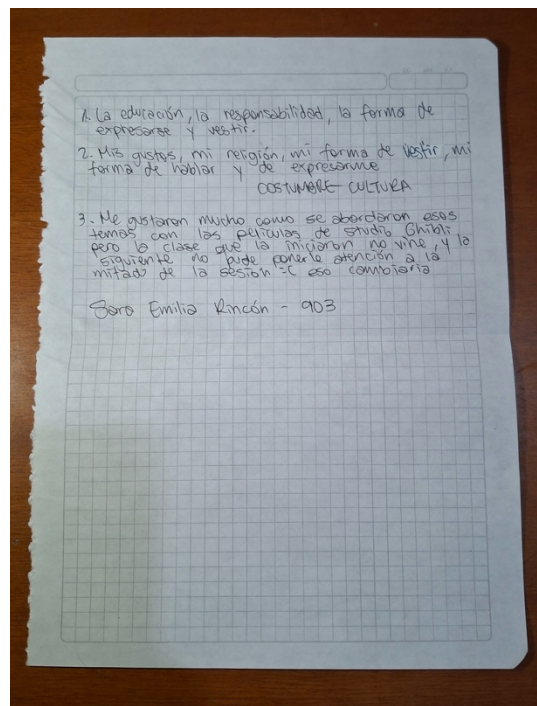 1. La educación, la responsabilidad, la forma de
expresarse y vestir.
2. Mis gustos, mi religión, mi forma de vestir, mi
forma de hablar y de expresarme
COSTUMBRE CULTURA
3. Me gustaron mucho como se abordaron esos
temas con las películas de studio Ghibli,
pero la clase que la iniciaron no vine, y la
siguiente no pude ponerle atención a la
mitad de la sesión :C eso cambiaria
Sara Emilia Rincón - 903